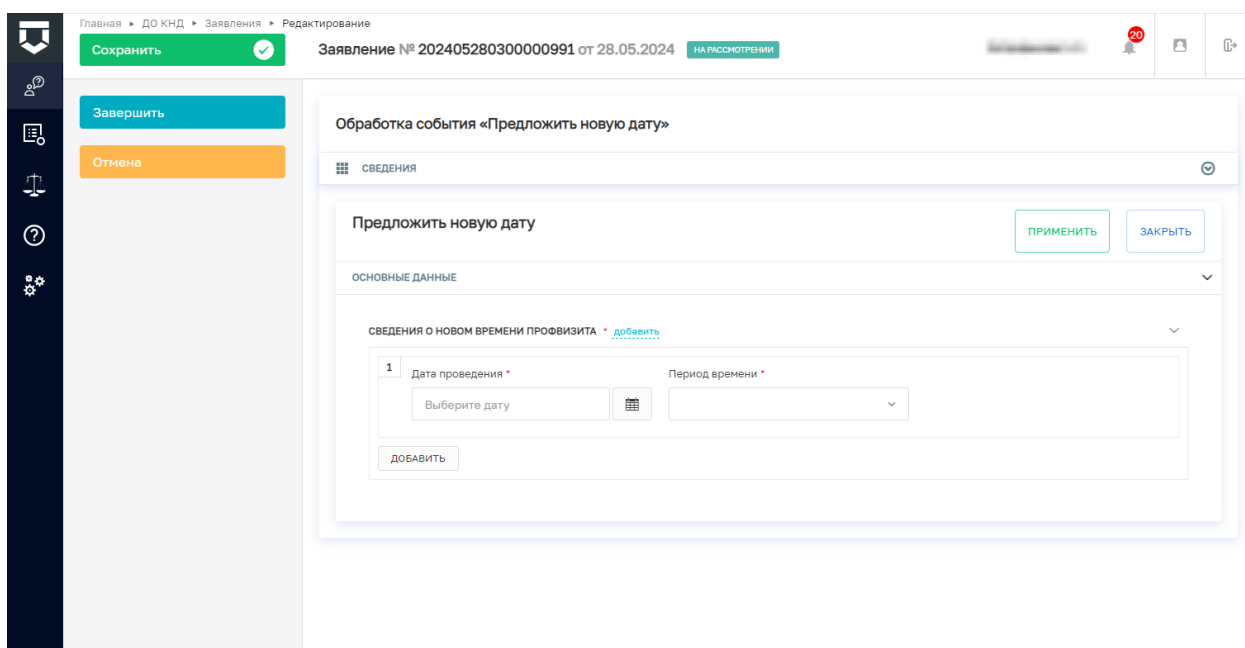 Главная ▸ ДО КНД ▸ Заявления ▸ Редактирование
Сохранить
Заявление № 202405280300000991 от 28.05.2024 НА РАССМОТРЕНИИ
20
Завершить
Отмена
Обработка события «Предложить новую дату»
СВЕДЕНИЯ
Предложить новую дату
ПРИМЕНИТЬ ЗАКРЫТЬ
ОСНОВНЫЕ ДАННЫЕ
СВЕДЕНИЯ О НОВОМ ВРЕМЕНИ ПРОФВИЗИТА * добавить
1
Дата проведения * Период времени *
Выберите дату
ДОБАВИТЬ